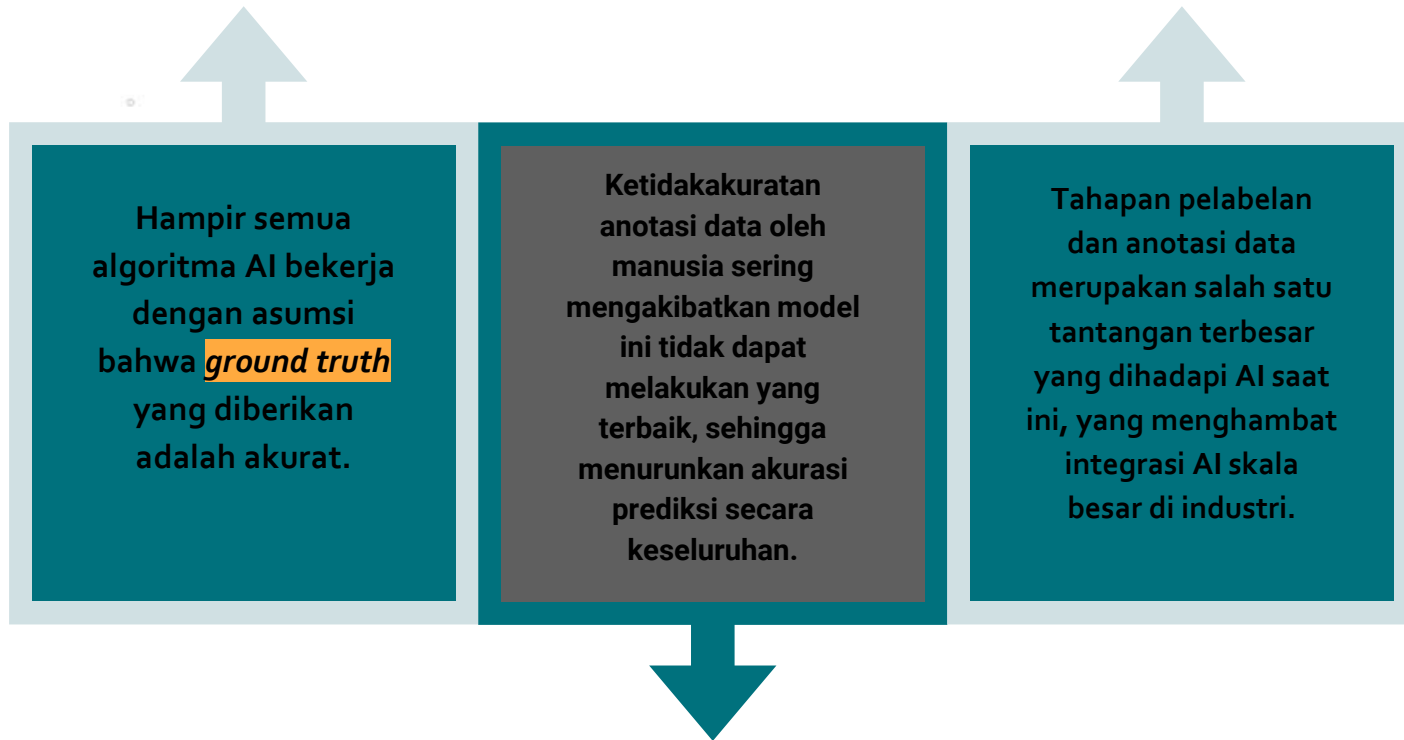 Hampir semua
algoritma AI bekerja
dengan asumsi
bahwa ground truth
yang diberikan
adalah akurat.
Ketidakakuratan
anotasi data oleh
manusia sering
mengakibatkan model
ini tidak dapat
melakukan yang
terbaik, sehingga
menurunkan akurasi
prediksi secara
keseluruhan.
Tahapan pelabelan
dan anotasi data
merupakan salah satu
tantangan terbesar
yang dihadapi AI saat
ini, yang menghambat
integrasi AI skala
besar di industri.